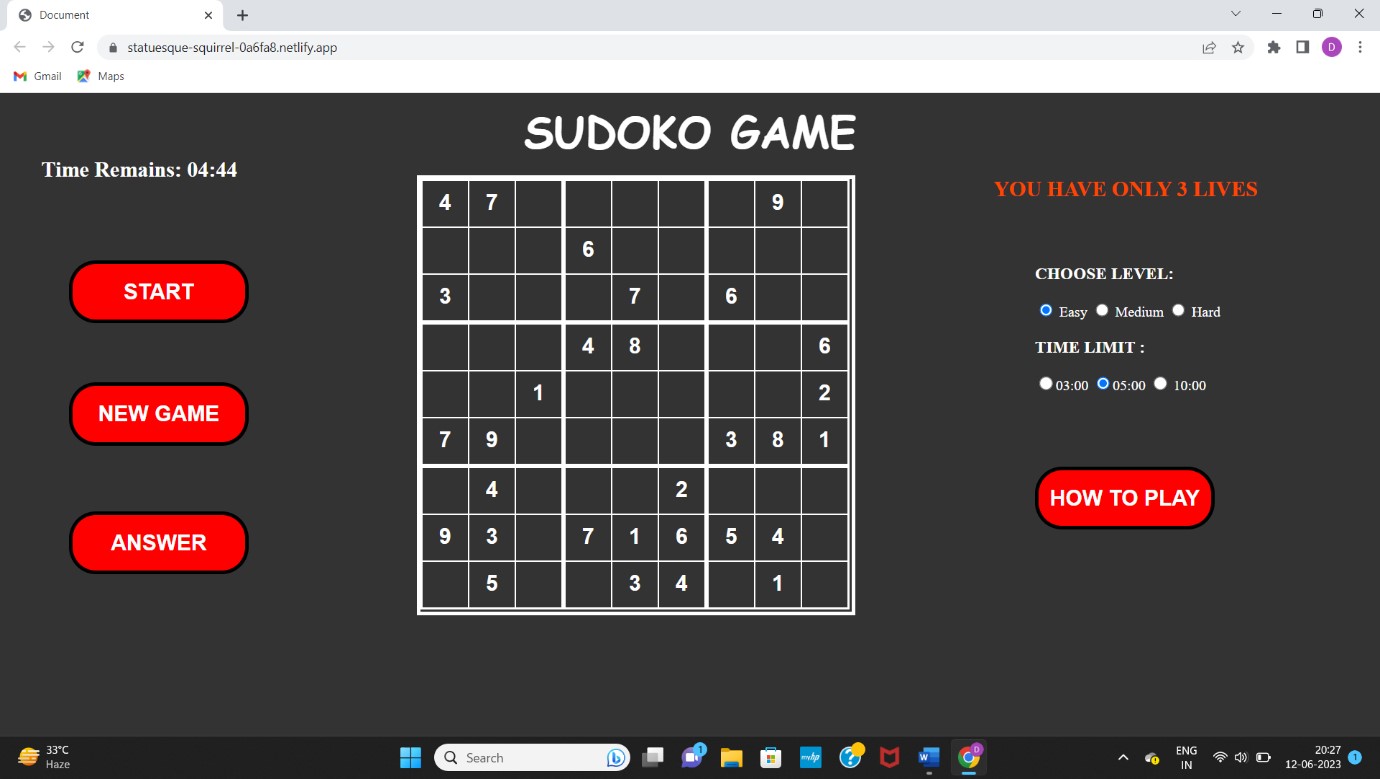 Document
statuesque-squirrel-0a6fa8.netlify.app
D
Gmail Maps
SUDOKO GAME
Time Remains: 04:44
YOU HAVE ONLY 3 LIVES
4 7 9
6
3 7 6
4 8 6
1 2
7 9 3 8 1
4 2
9 3 7 1 6 5 4
5 3 4 1
START
NEW GAME
ANSWER
CHOOSE LEVEL:
Easy Medium Hard
TIME LIMIT :
03:00 05:00 10:00
HOW TO PLAY
33°C
Haze
Search
1
myhp
?
W
D
ENG
IN
20:27
12-06-2023
1